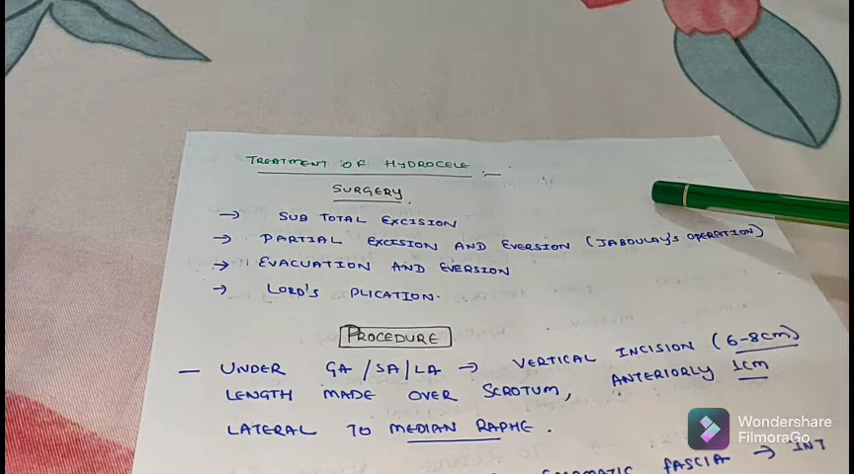 TREATMENT OF HYDROCELE :-
SURGERY
→ SUB TOTAL EXCISION
→ PARTIAL EXCISION AND EVERSION (JABOULAY'S OPERATION)
→ EVACUATION AND EVERSION
→ LORD'S PLICATION.
PROCEDURE
— UNDER GA/SA/LA → VERTICAL INCISION (6-8cm)
LENGTH MADE OVER SCROTUM, ANTERIORLY 1cm
LATERAL TO MEDIAN RAPHE.
FASCIA → INT
Wondershare
FilmoraGo